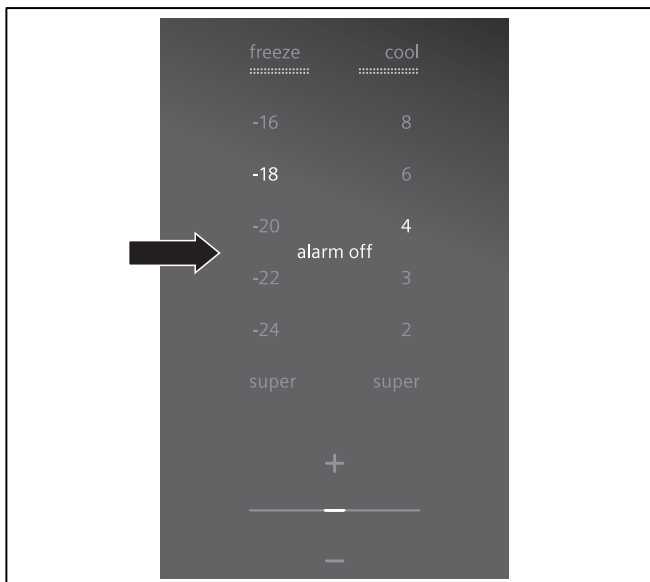 freeze cool
-16 8
-18 6
-20 4
alarm off
-22 3
-24 2
super super
+
−